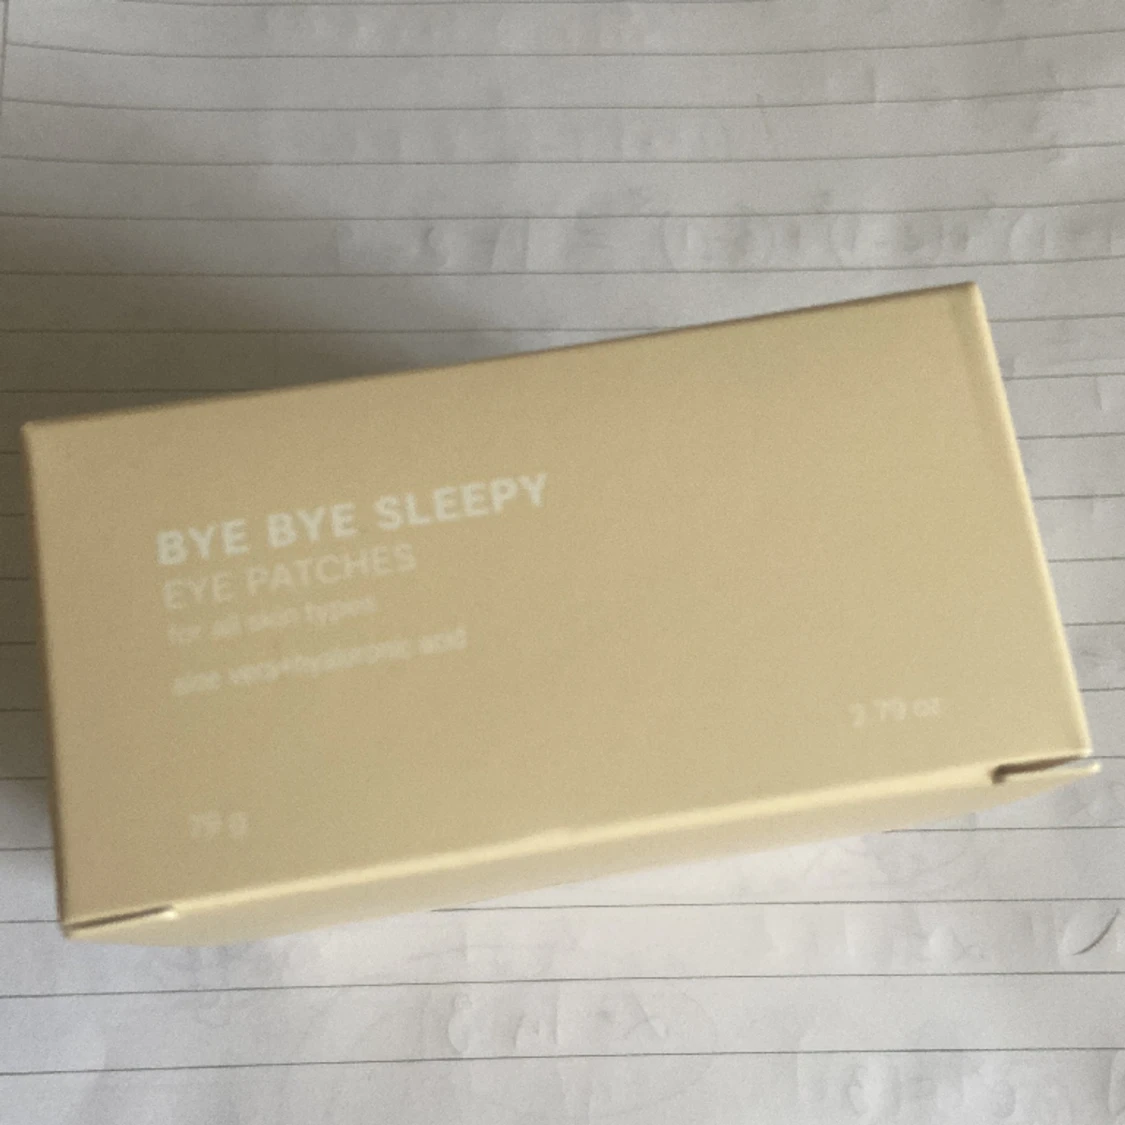 BYE BYE SLEEPY
EYE PATCHES
for all skin types
aloe vera+hyaluronic acid
2.79 oz
79 g